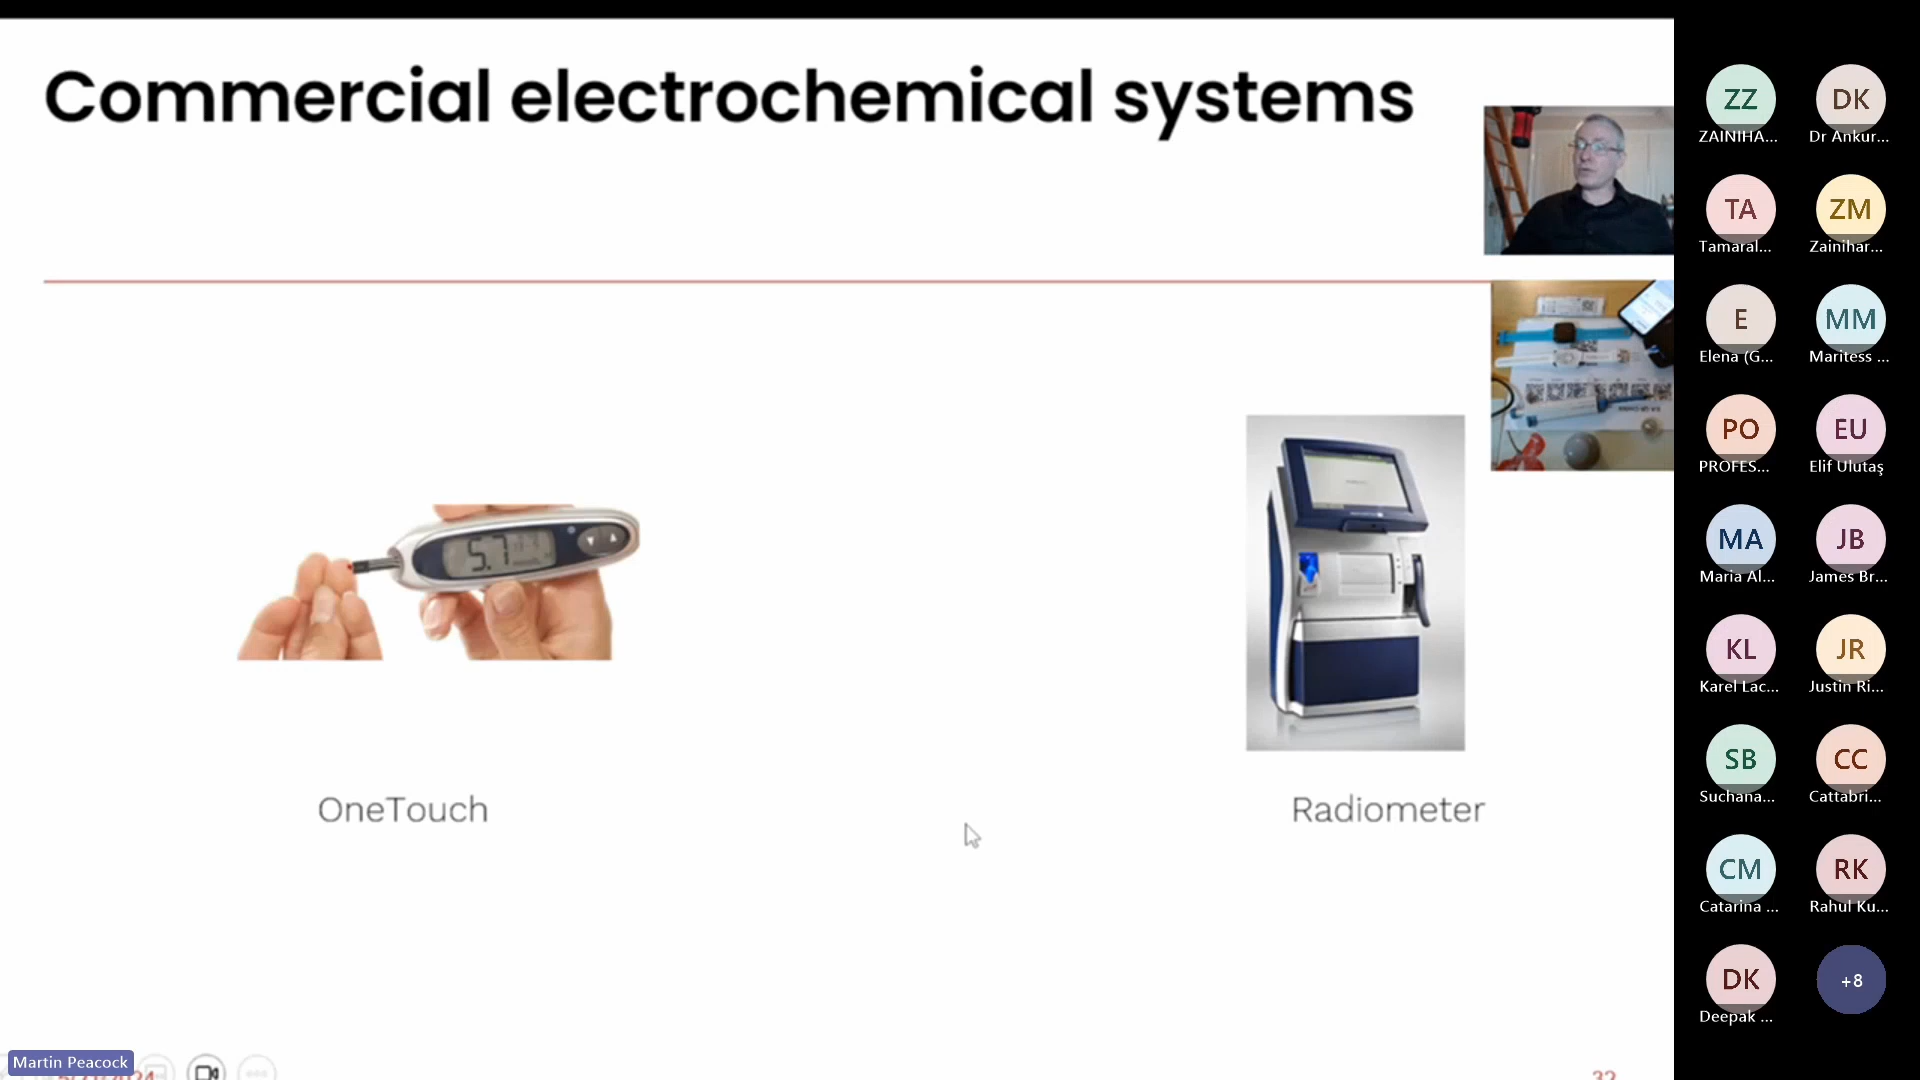 Commercial electrochemical systems
5.7
OneTouch
Radiometer
Martin Peacock
32
ZZ
ZAINIHA...
DK
Dr Ankur...
TA
Tamaral...
ZM
Zainihar...
E
Elena (G...
MM
Maritess ...
PO
PROFES...
EU
Elif Ulutaş
MA
Maria Al...
JB
James Br...
KL
Karel Lac...
JR
Justin Ri...
SB
Suchana...
CC
Cattabri...
CM
Catarina ...
RK
Rahul Ku...
DK
Deepak ...
+8